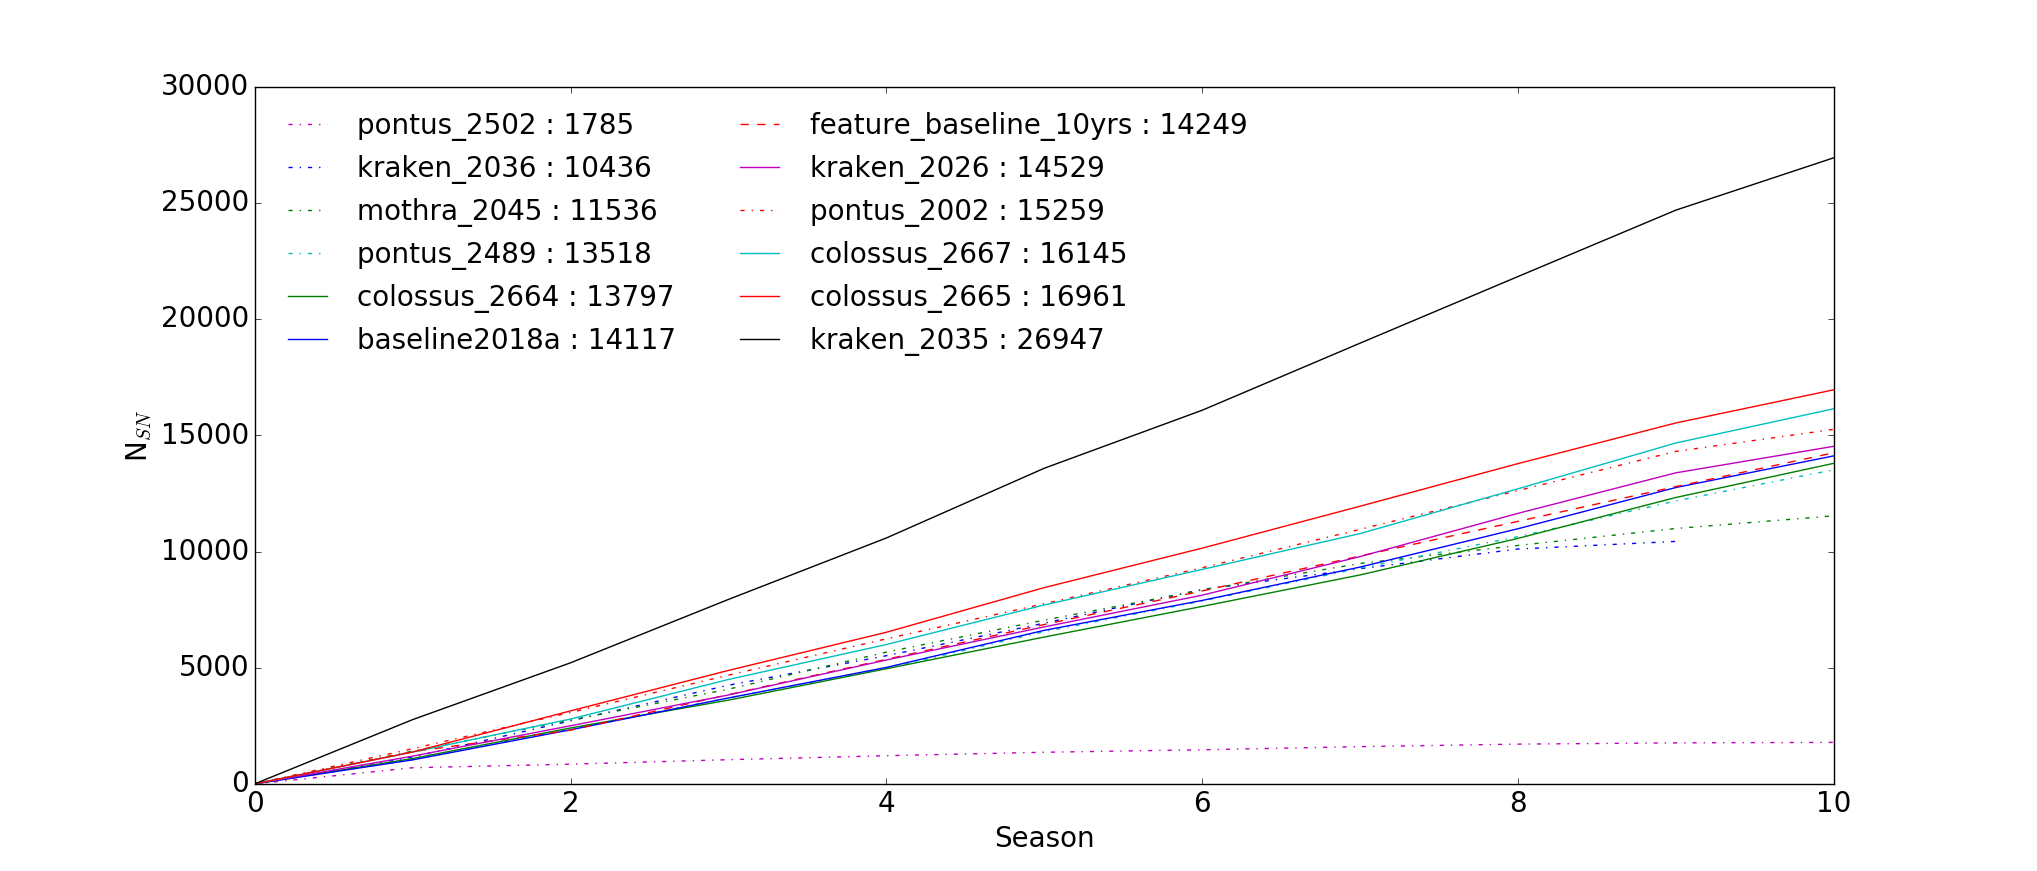 30000
25000
20000
15000
10000
5000
0
N_SN
pontus_2502 : 1785
kraken_2036 : 10436
mothra_2045 : 11536
pontus_2489 : 13518
colossus_2664 : 13797
baseline2018a : 14117
feature_baseline_10yrs : 14249
kraken_2026 : 14529
pontus_2002 : 15259
colossus_2667 : 16145
colossus_2665 : 16961
kraken_2035 : 26947
0 2 4 6 8 10
Season